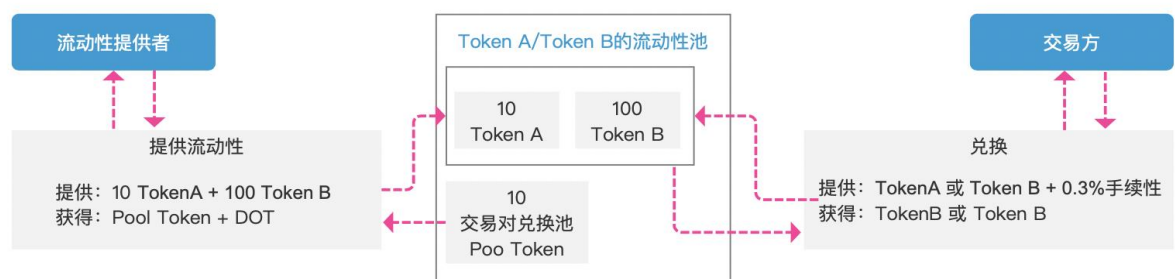 流动性提供者
提供流动性
提供：10 TokenA + 100 Token B
获得：Pool Token + DOT
Token A/Token B的流动性池
10
Token A
100
Token B
10
交易对兑换池
Poo Token
交易方
兑换
提供：TokenA 或 Token B + 0.3%手续性
获得：TokenB 或 Token B